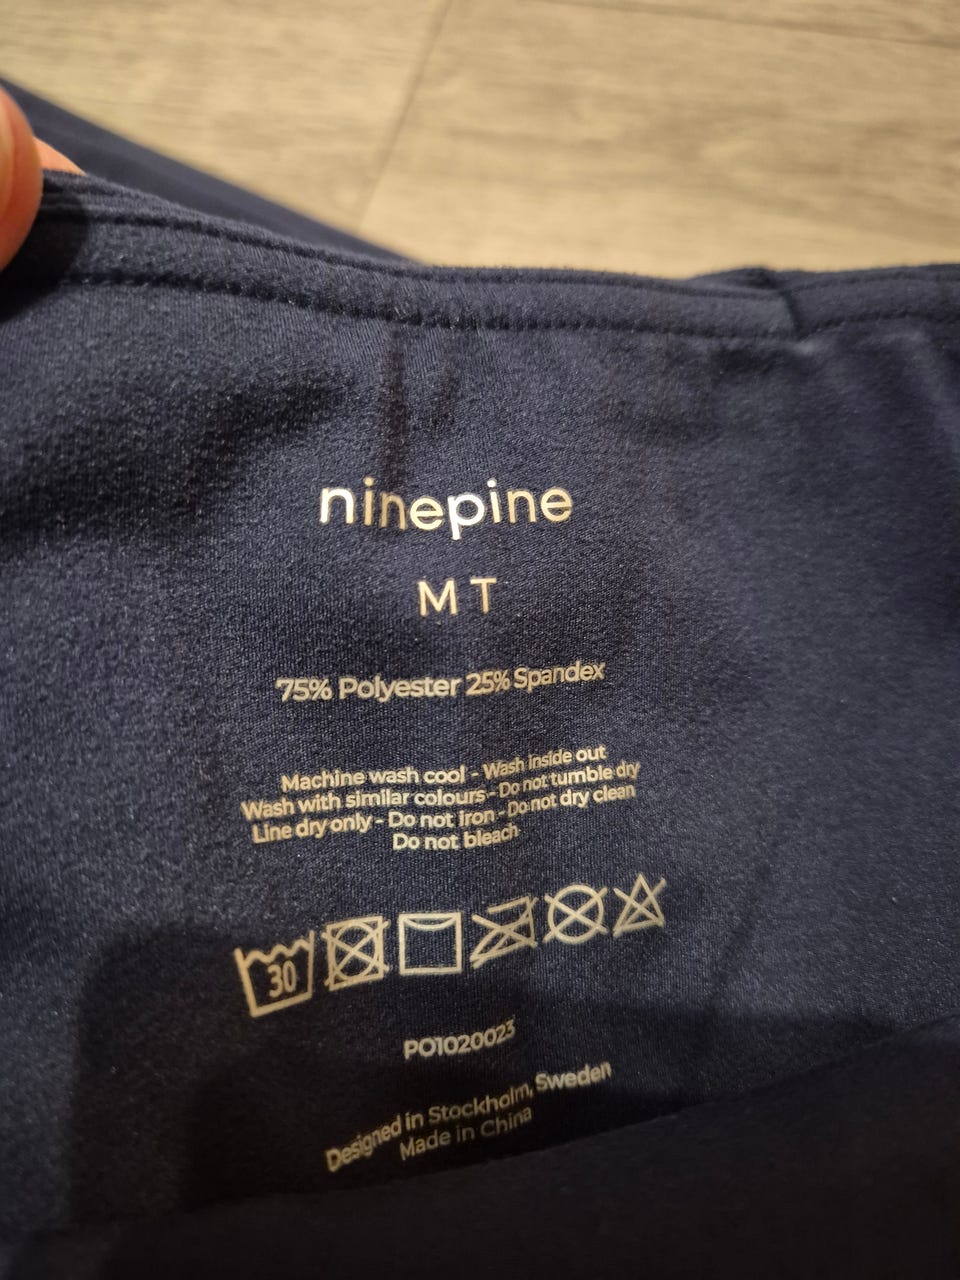 ninepine
M T
75% Polyester 25% Spandex
Machine wash cool - Wash inside out
Wash with similar colours - Do not tumble dry
Line dry only - Do not iron - Do not dry clean
Do not bleach
30
PO1020023
Designed in Stockholm, Sweden
Made in China